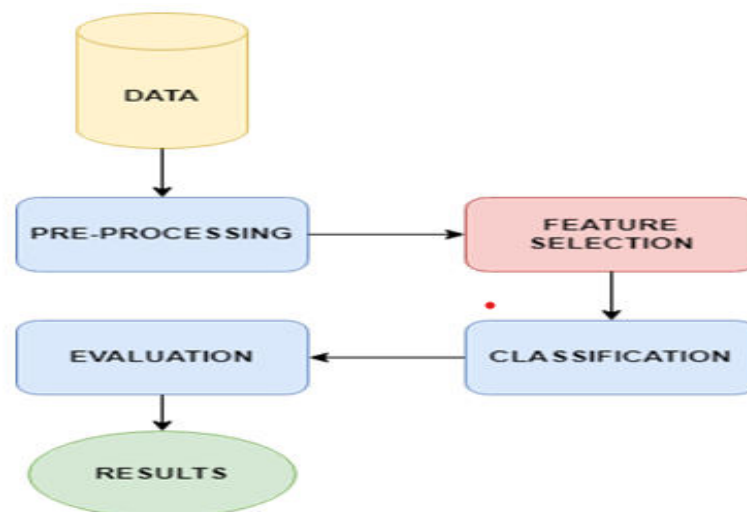 DATA
PRE-PROCESSING
FEATURE
SELECTION
CLASSIFICATION
EVALUATION
RESULTS